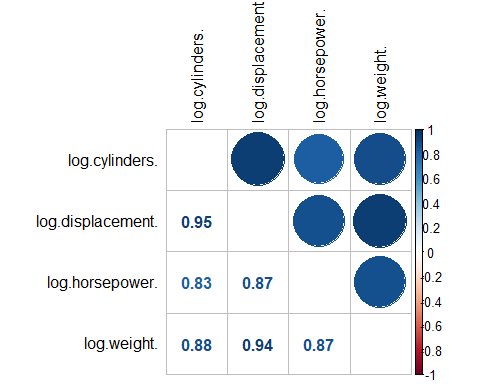 log.cylinders.
log.displacement
log.horsepower.
log.weight.
log.cylinders.
log.displacement. 0.95
log.horsepower. 0.83 0.87
log.weight. 0.88 0.94 0.87
1
0.8
0.6
0.4
0.2
0
-0.2
-0.4
-0.6
-0.8
-1